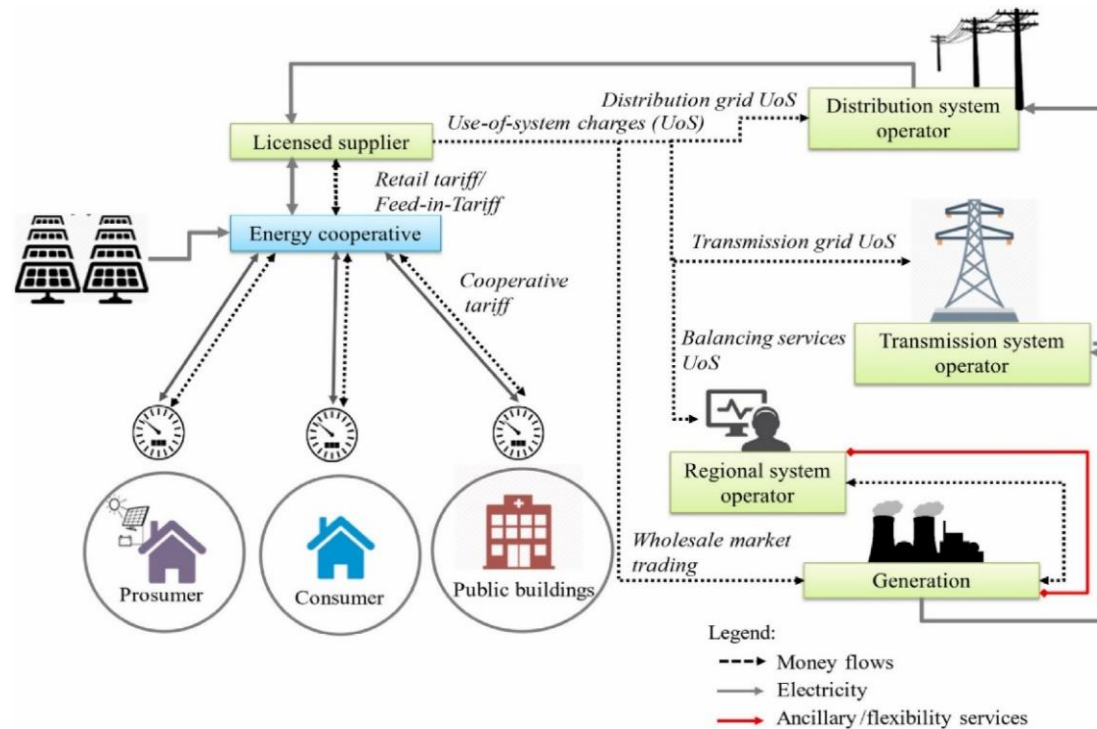 Distribution grid UoS
Distribution system
operator
Use-of-system charges (UoS)
Licensed supplier
Retail tariff/
Feed-in-Tariff
Energy cooperative
Transmission grid UoS
Cooperative
tariff
Balancing services
UoS
Transmission system
operator
Regional system
operator
Wholesale market
trading
Generation
Prosumer
Consumer
Public buildings
Legend:
Money flows
Electricity
Ancillary/flexibility services